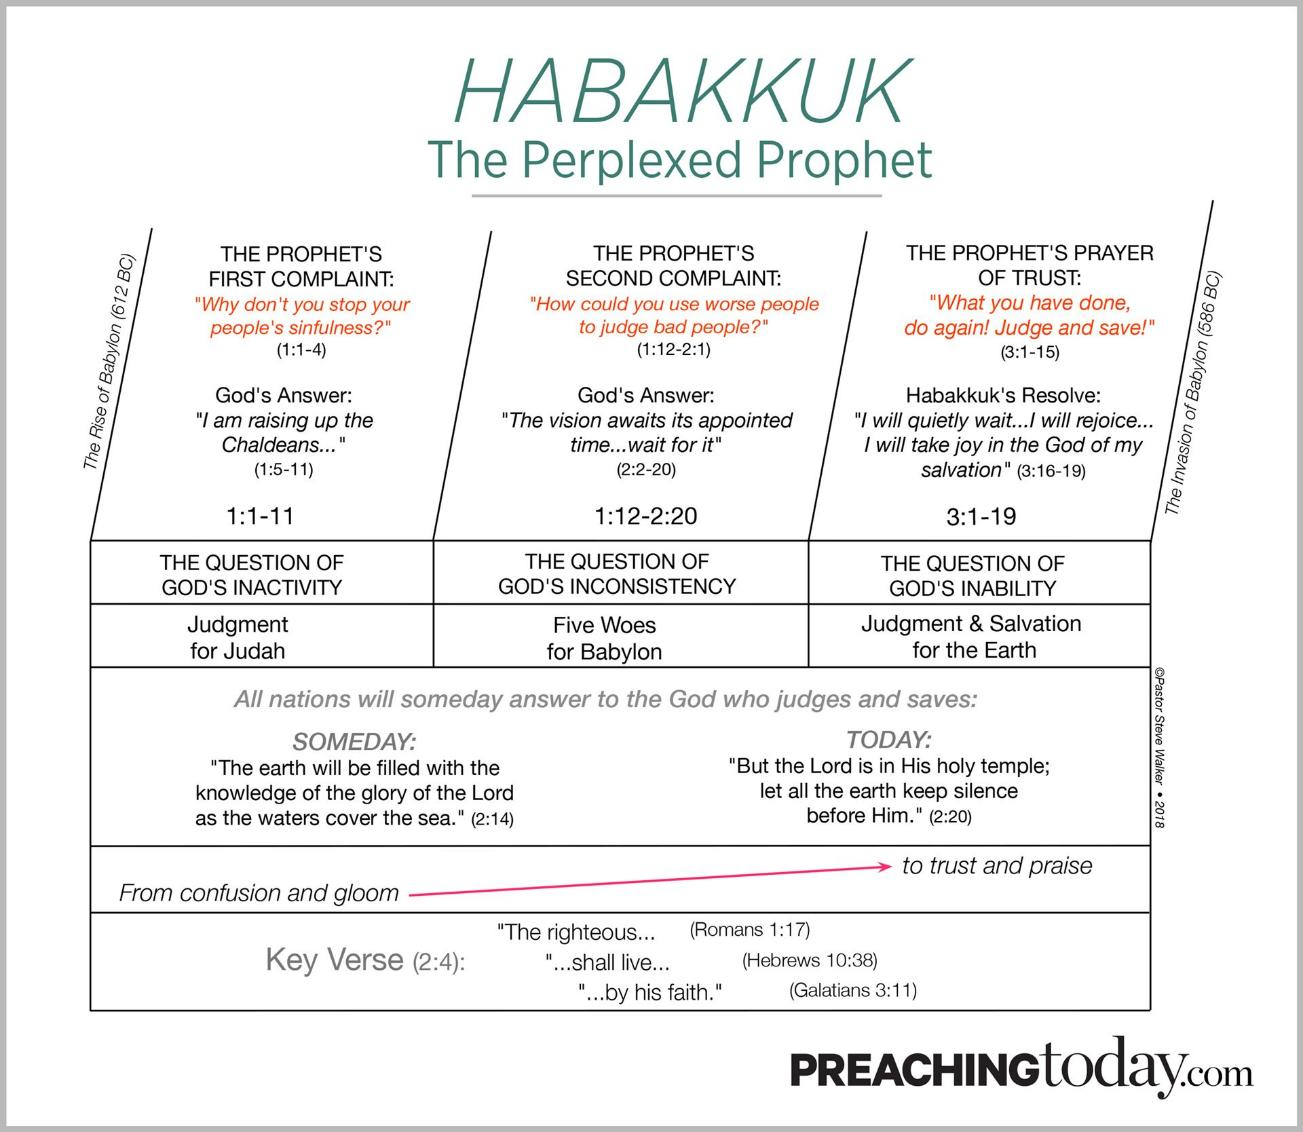 HABAKKUK
The Perplexed Prophet
The Rise of Babylon (612 BC)
THE PROPHET'S
FIRST COMPLAINT:
"Why don't you stop your
people's sinfulness?"
(1:1-4)
God's Answer:
"I am raising up the
Chaldeans..."
(1:5-11)
1:1-11
THE PROPHET'S
SECOND COMPLAINT:
"How could you use worse people
to judge bad people?"
(1:12-2:1)
God's Answer:
"The vision awaits its appointed
time...wait for it"
(2:2-20)
1:12-2:20
THE PROPHET'S PRAYER
OF TRUST:
"What you have done,
do again! Judge and save!"
(3:1-15)
Habakkuk's Resolve:
"I will quietly wait...I will rejoice...
I will take joy in the God of my
salvation" (3:16-19)
3:1-19
The Invasion of Babylon (586 BC)
THE QUESTION OF
GOD'S INACTIVITY
THE QUESTION OF
GOD'S INCONSISTENCY
THE QUESTION OF
GOD'S INABILITY
Judgment
for Judah
Five Woes
for Babylon
Judgment & Salvation
for the Earth
All nations will someday answer to the God who judges and saves:
SOMEDAY:
"The earth will be filled with the
knowledge of the glory of the Lord
as the waters cover the sea." (2:14)
TODAY:
"But the Lord is in His holy temple;
let all the earth keep silence
before Him." (2:20)
©Pastor Steve Walker • 2018
From confusion and gloom
to trust and praise
Key Verse (2:4):
"The righteous... (Romans 1:17)
"...shall live... (Hebrews 10:38)
"...by his faith." (Galatians 3:11)
PREACHINGtoday.com